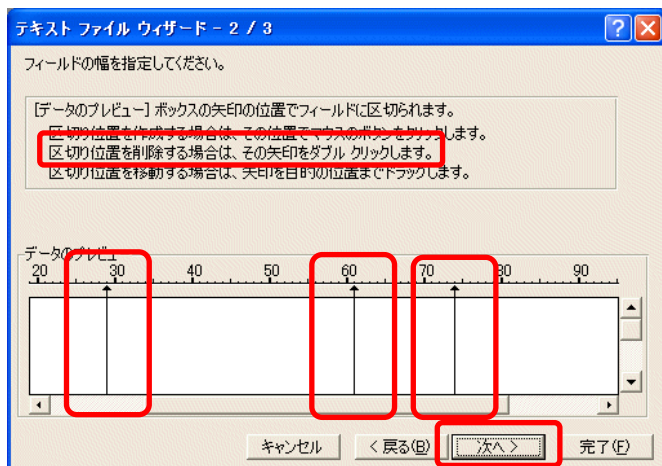 テキスト ファイル ウィザード - 2 / 3
フィールドの幅を指定してください。
[データのプレビュー] ボックスの矢印の位置でフィールドに区切られます。
区切り位置を作成する場合は、その位置でマウスのボタンをクリックします。
区切り位置を削除する場合は、その矢印をダブル クリックします。
区切り位置を移動する場合は、矢印を目的の位置までドラッグします。
データのプレビュー
20 30 40 50 60 70 80 90
キャンセル < 戻る(B) 次へ > 完了(F)